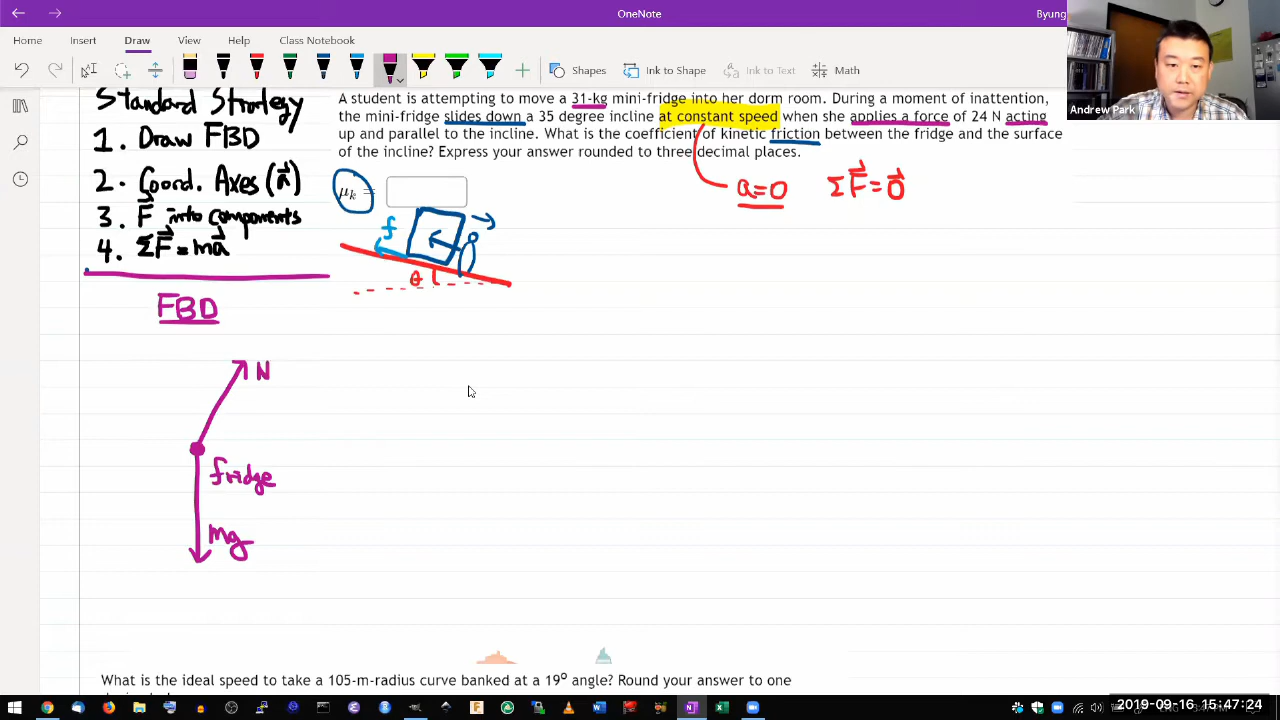 OneNote
Byung
Home Insert Draw View Help Class Notebook
Shapes Ink to Shape Ink to Text Math
Andrew Park
Standard Strategy
1. Draw FBD
2. Coord. Axes (a⃗)
3. F⃗ into components
4. ΣF⃗ = ma⃗
A student is attempting to move a 31-kg mini-fridge into her dorm room. During a moment of inattention,
the mini-fridge slides down a 35 degree incline at constant speed when she applies a force of 24 N acting
up and parallel to the incline. What is the coefficient of kinetic friction between the fridge and the surface
of the incline? Express your answer rounded to three decimal places.
μk =
a=0 ΣF⃗ = 0⃗
f
θ
FBD
N
fridge
mg
What is the ideal speed to take a 105-m-radius curve banked at a 19º angle? Round your answer to one
2019-09-16 15:47:24